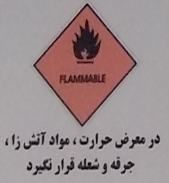 FLAMMABLE
در معرض حرارت ، مواد آتش زا ،
جرقه و شعله قرار نگیرد